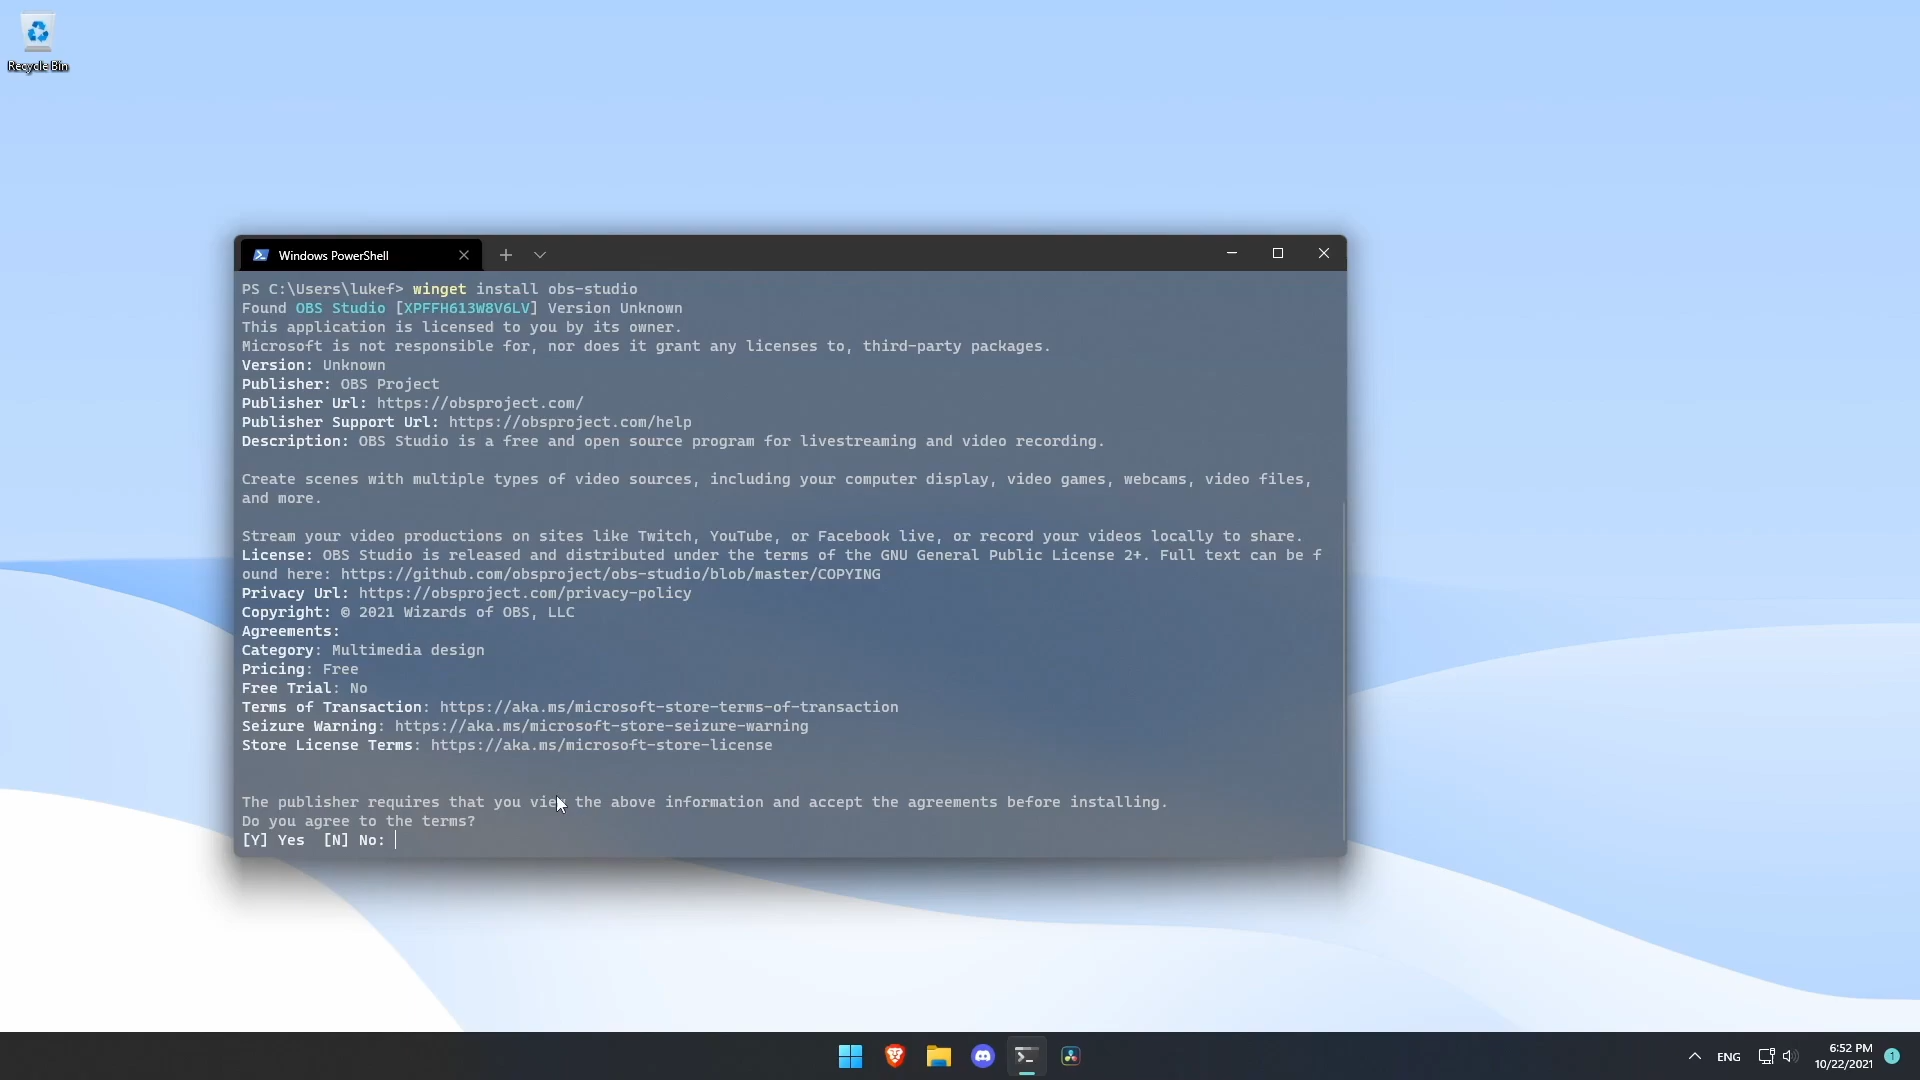 Recycle Bin
Windows PowerShell
PS C:\Users\lukef> winget install obs-studio
Found OBS Studio [XPFFH613W8V6LV] Version Unknown
This application is licensed to you by its owner.
Microsoft is not responsible for, nor does it grant any licenses to, third-party packages.
Version: Unknown
Publisher: OBS Project
Publisher Url: https://obsproject.com/
Publisher Support Url: https://obsproject.com/help
Description: OBS Studio is a free and open source program for livestreaming and video recording.
Create scenes with multiple types of video sources, including your computer display, video games, webcams, video files,
and more.
Stream your video productions on sites like Twitch, YouTube, or Facebook live, or record your videos locally to share.
License: OBS Studio is released and distributed under the terms of the GNU General Public License 2+. Full text can be f
ound here: https://github.com/obsproject/obs-studio/blob/master/COPYING
Privacy Url: https://obsproject.com/privacy-policy
Copyright: © 2021 Wizards of OBS, LLC
Agreements:
Category: Multimedia design
Pricing: Free
Free Trial: No
Terms of Transaction: https://aka.ms/microsoft-store-terms-of-transaction
Seizure Warning: https://aka.ms/microsoft-store-seizure-warning
Store License Terms: https://aka.ms/microsoft-store-license
The publisher requires that you view the above information and accept the agreements before installing.
Do you agree to the terms?
[Y] Yes  [N] No:
ENG
6:52 PM
10/22/2021
1